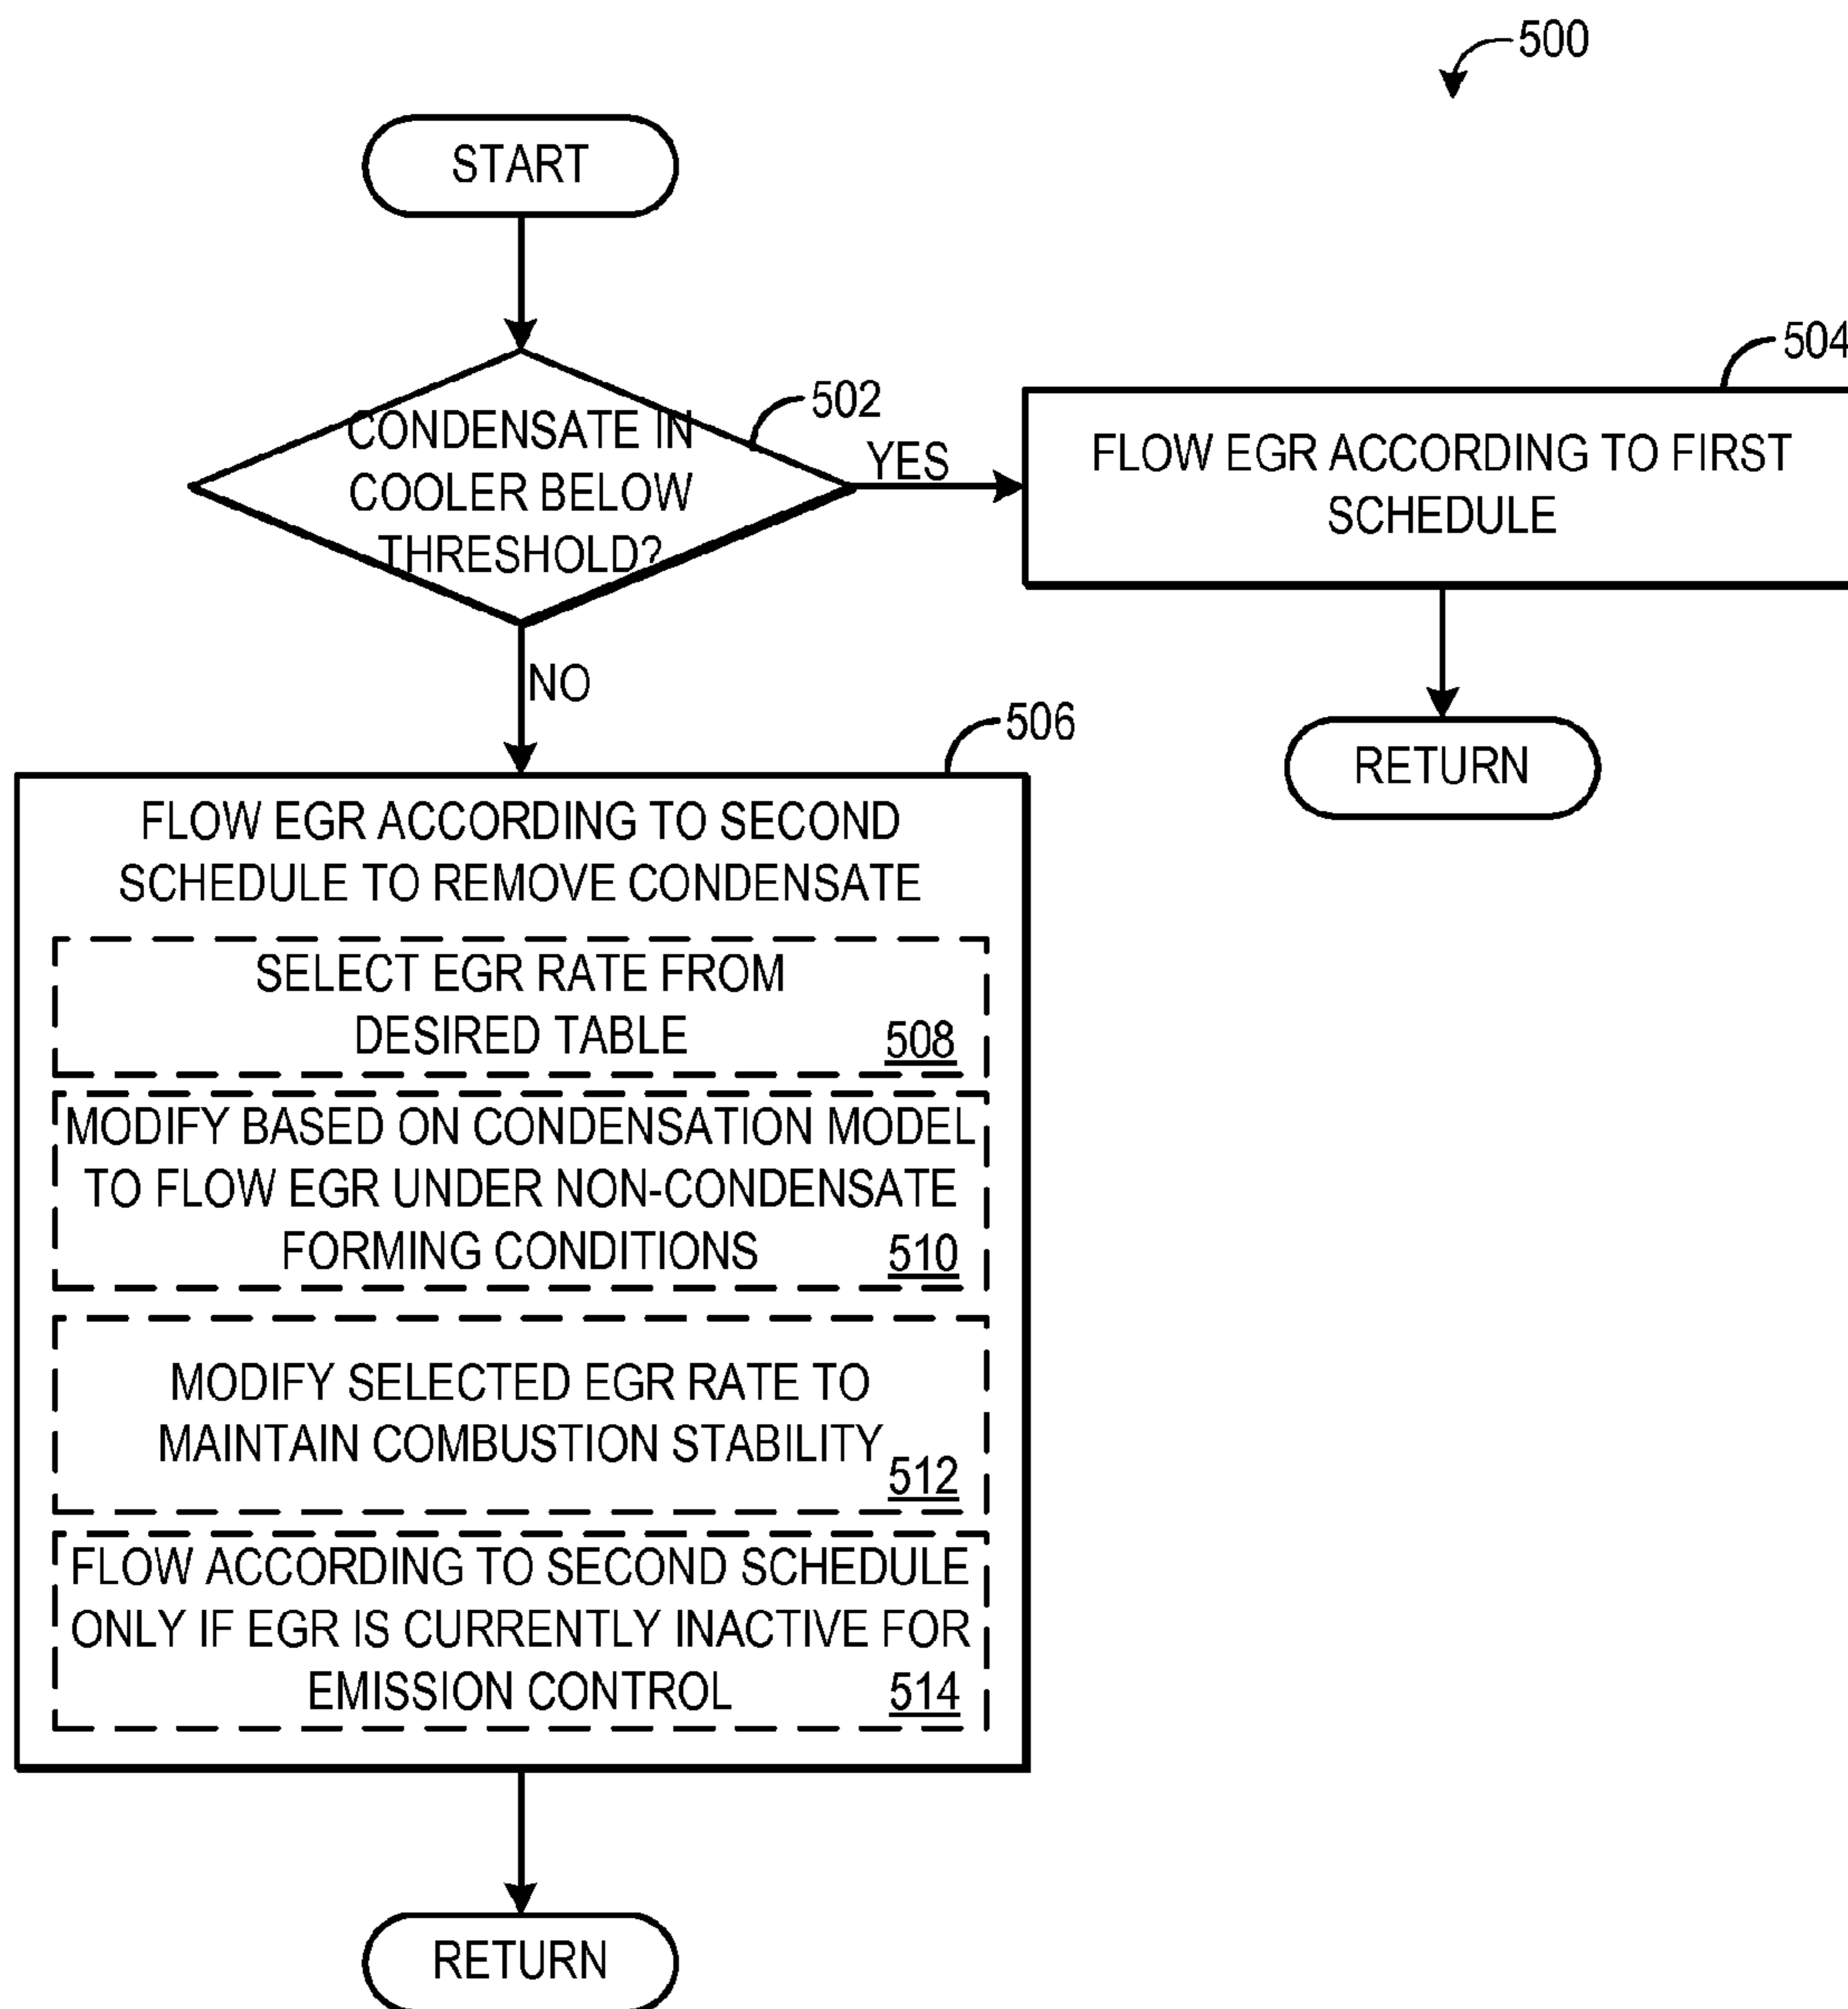 500
START
502
CONDENSATE IN
COOLER BELOW
THRESHOLD?
YES
504
FLOW EGR ACCORDING TO FIRST
SCHEDULE
RETURN
NO
506
FLOW EGR ACCORDING TO SECOND
SCHEDULE TO REMOVE CONDENSATE
SELECT EGR RATE FROM
DESIRED TABLE 508
MODIFY BASED ON CONDENSATION MODEL
TO FLOW EGR UNDER NON-CONDENSATE
FORMING CONDITIONS 510
MODIFY SELECTED EGR RATE TO
MAINTAIN COMBUSTION STABILITY
512
FLOW ACCORDING TO SECOND SCHEDULE
ONLY IF EGR IS CURRENTLY INACTIVE FOR
EMISSION CONTROL 514
RETURN